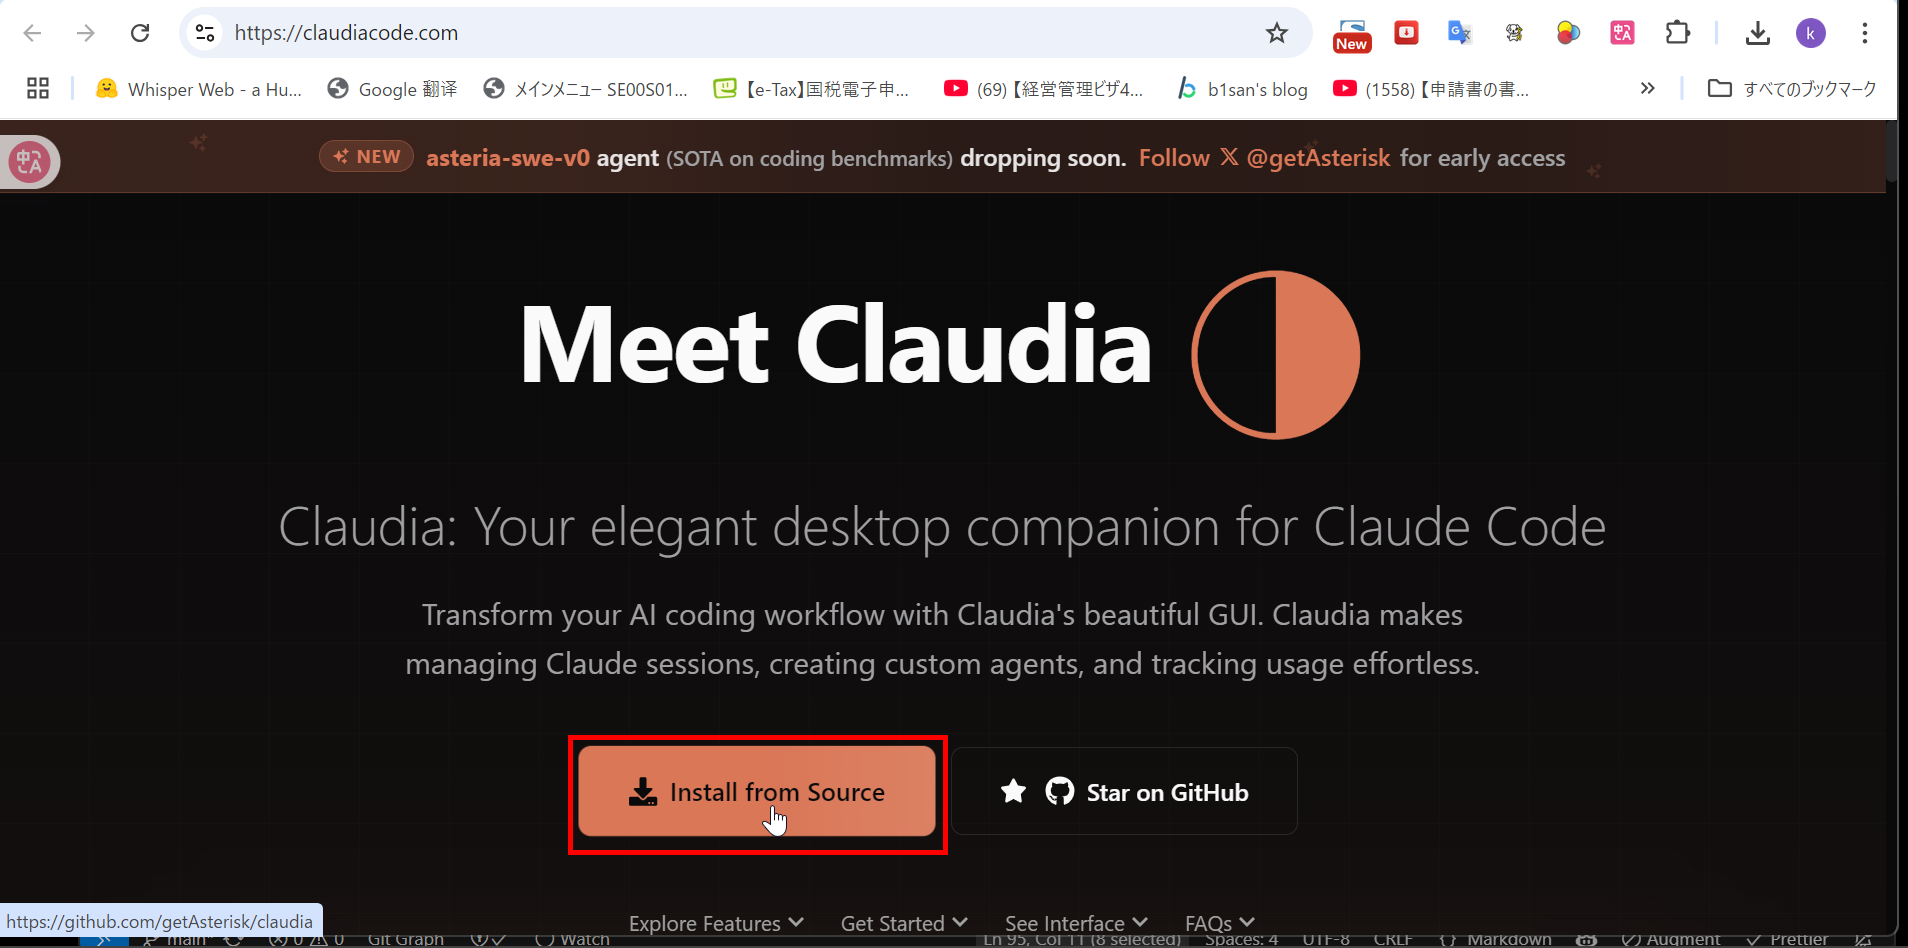 https://claudiacode.com
New
k
Whisper Web - a Hu...
Google 翻译
メインメニュー SE00S01...
【e-Tax】国税電子申...
(69)【経営管理ビザ4...
b1san's blog
(1558)【申請書の書...
すべてのブックマーク
NEW asteria-swe-v0 agent (SOTA on coding benchmarks) dropping soon. Follow 𝕏 @getAsterisk for early access
Meet Claudia
Claudia: Your elegant desktop companion for Claude Code
Transform your AI coding workflow with Claudia's beautiful GUI. Claudia makes
managing Claude sessions, creating custom agents, and tracking usage effortlessly.
Install from Source
Star on GitHub
Explore Features
Get Started
See Interface
FAQs
https://github.com/getAsterisk/claudia
main* 0 0 Git Graph Watch Ln 95, Col 11 (8 selected) Spaces: 4 UTF-8 CRLF {} Markdown Augment Prettier